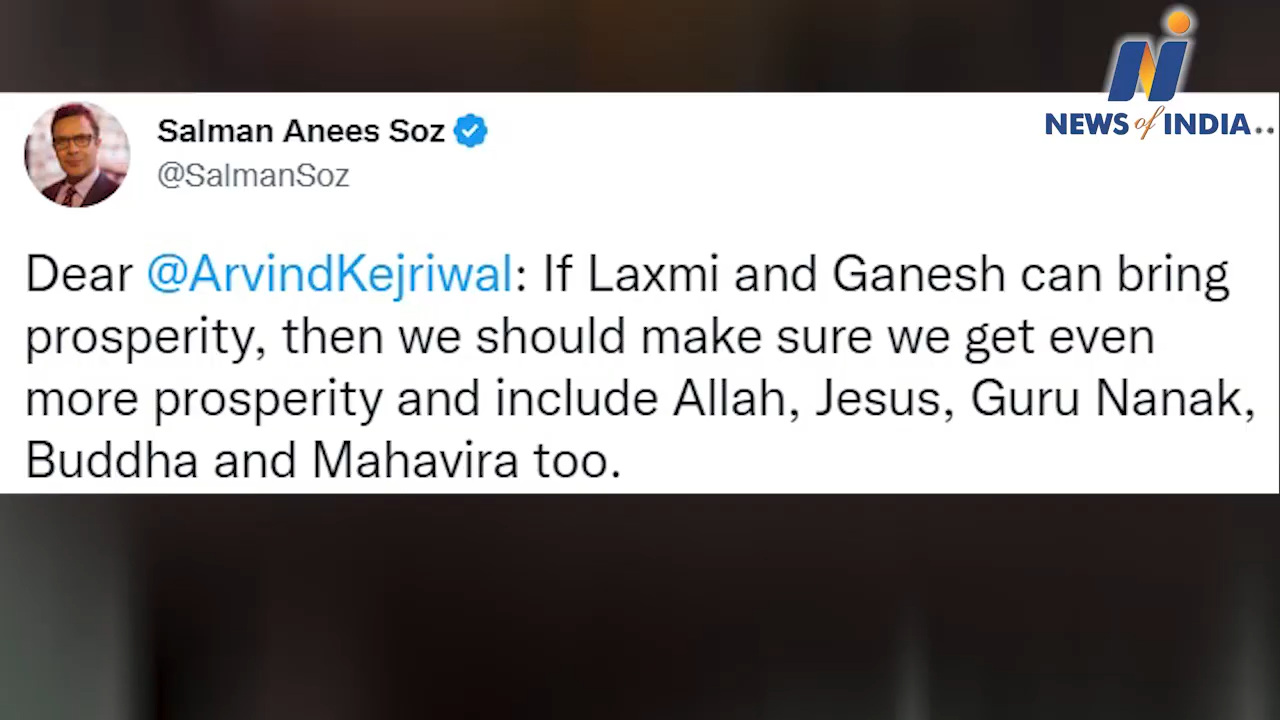 NEWS of INDIA..
Salman Anees Soz
@SalmanSoz
Dear @ArvindKejriwal: If Laxmi and Ganesh can bring
prosperity, then we should make sure we get even
more prosperity and include Allah, Jesus, Guru Nanak,
Buddha and Mahavira too.